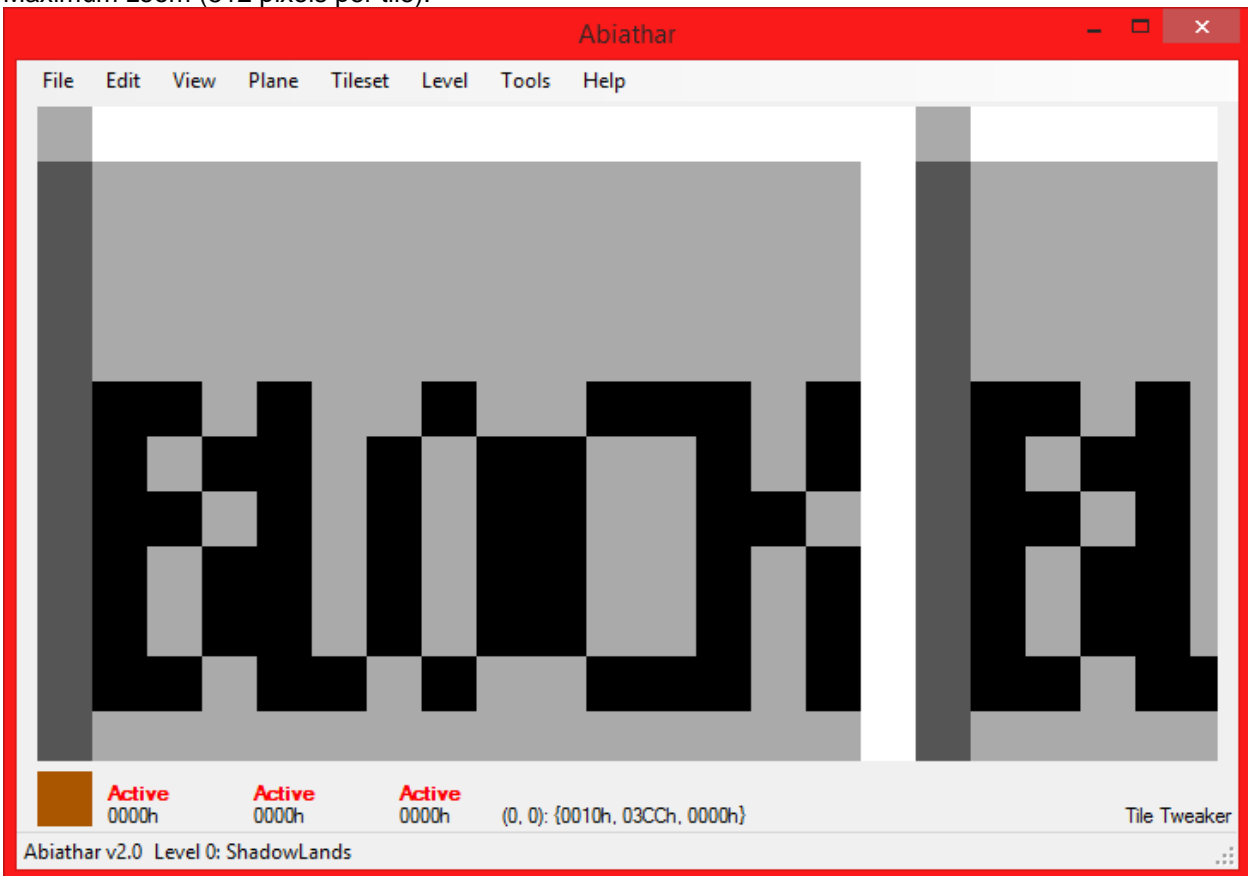 Abiathar
File Edit View Plane Tileset Level Tools Help
Active Active Active
0000h 0000h 0000h (0, 0): {0010h, 03CCh, 0000h} Tile Tweaker
Abiathar v2.0 Level 0: ShadowLands